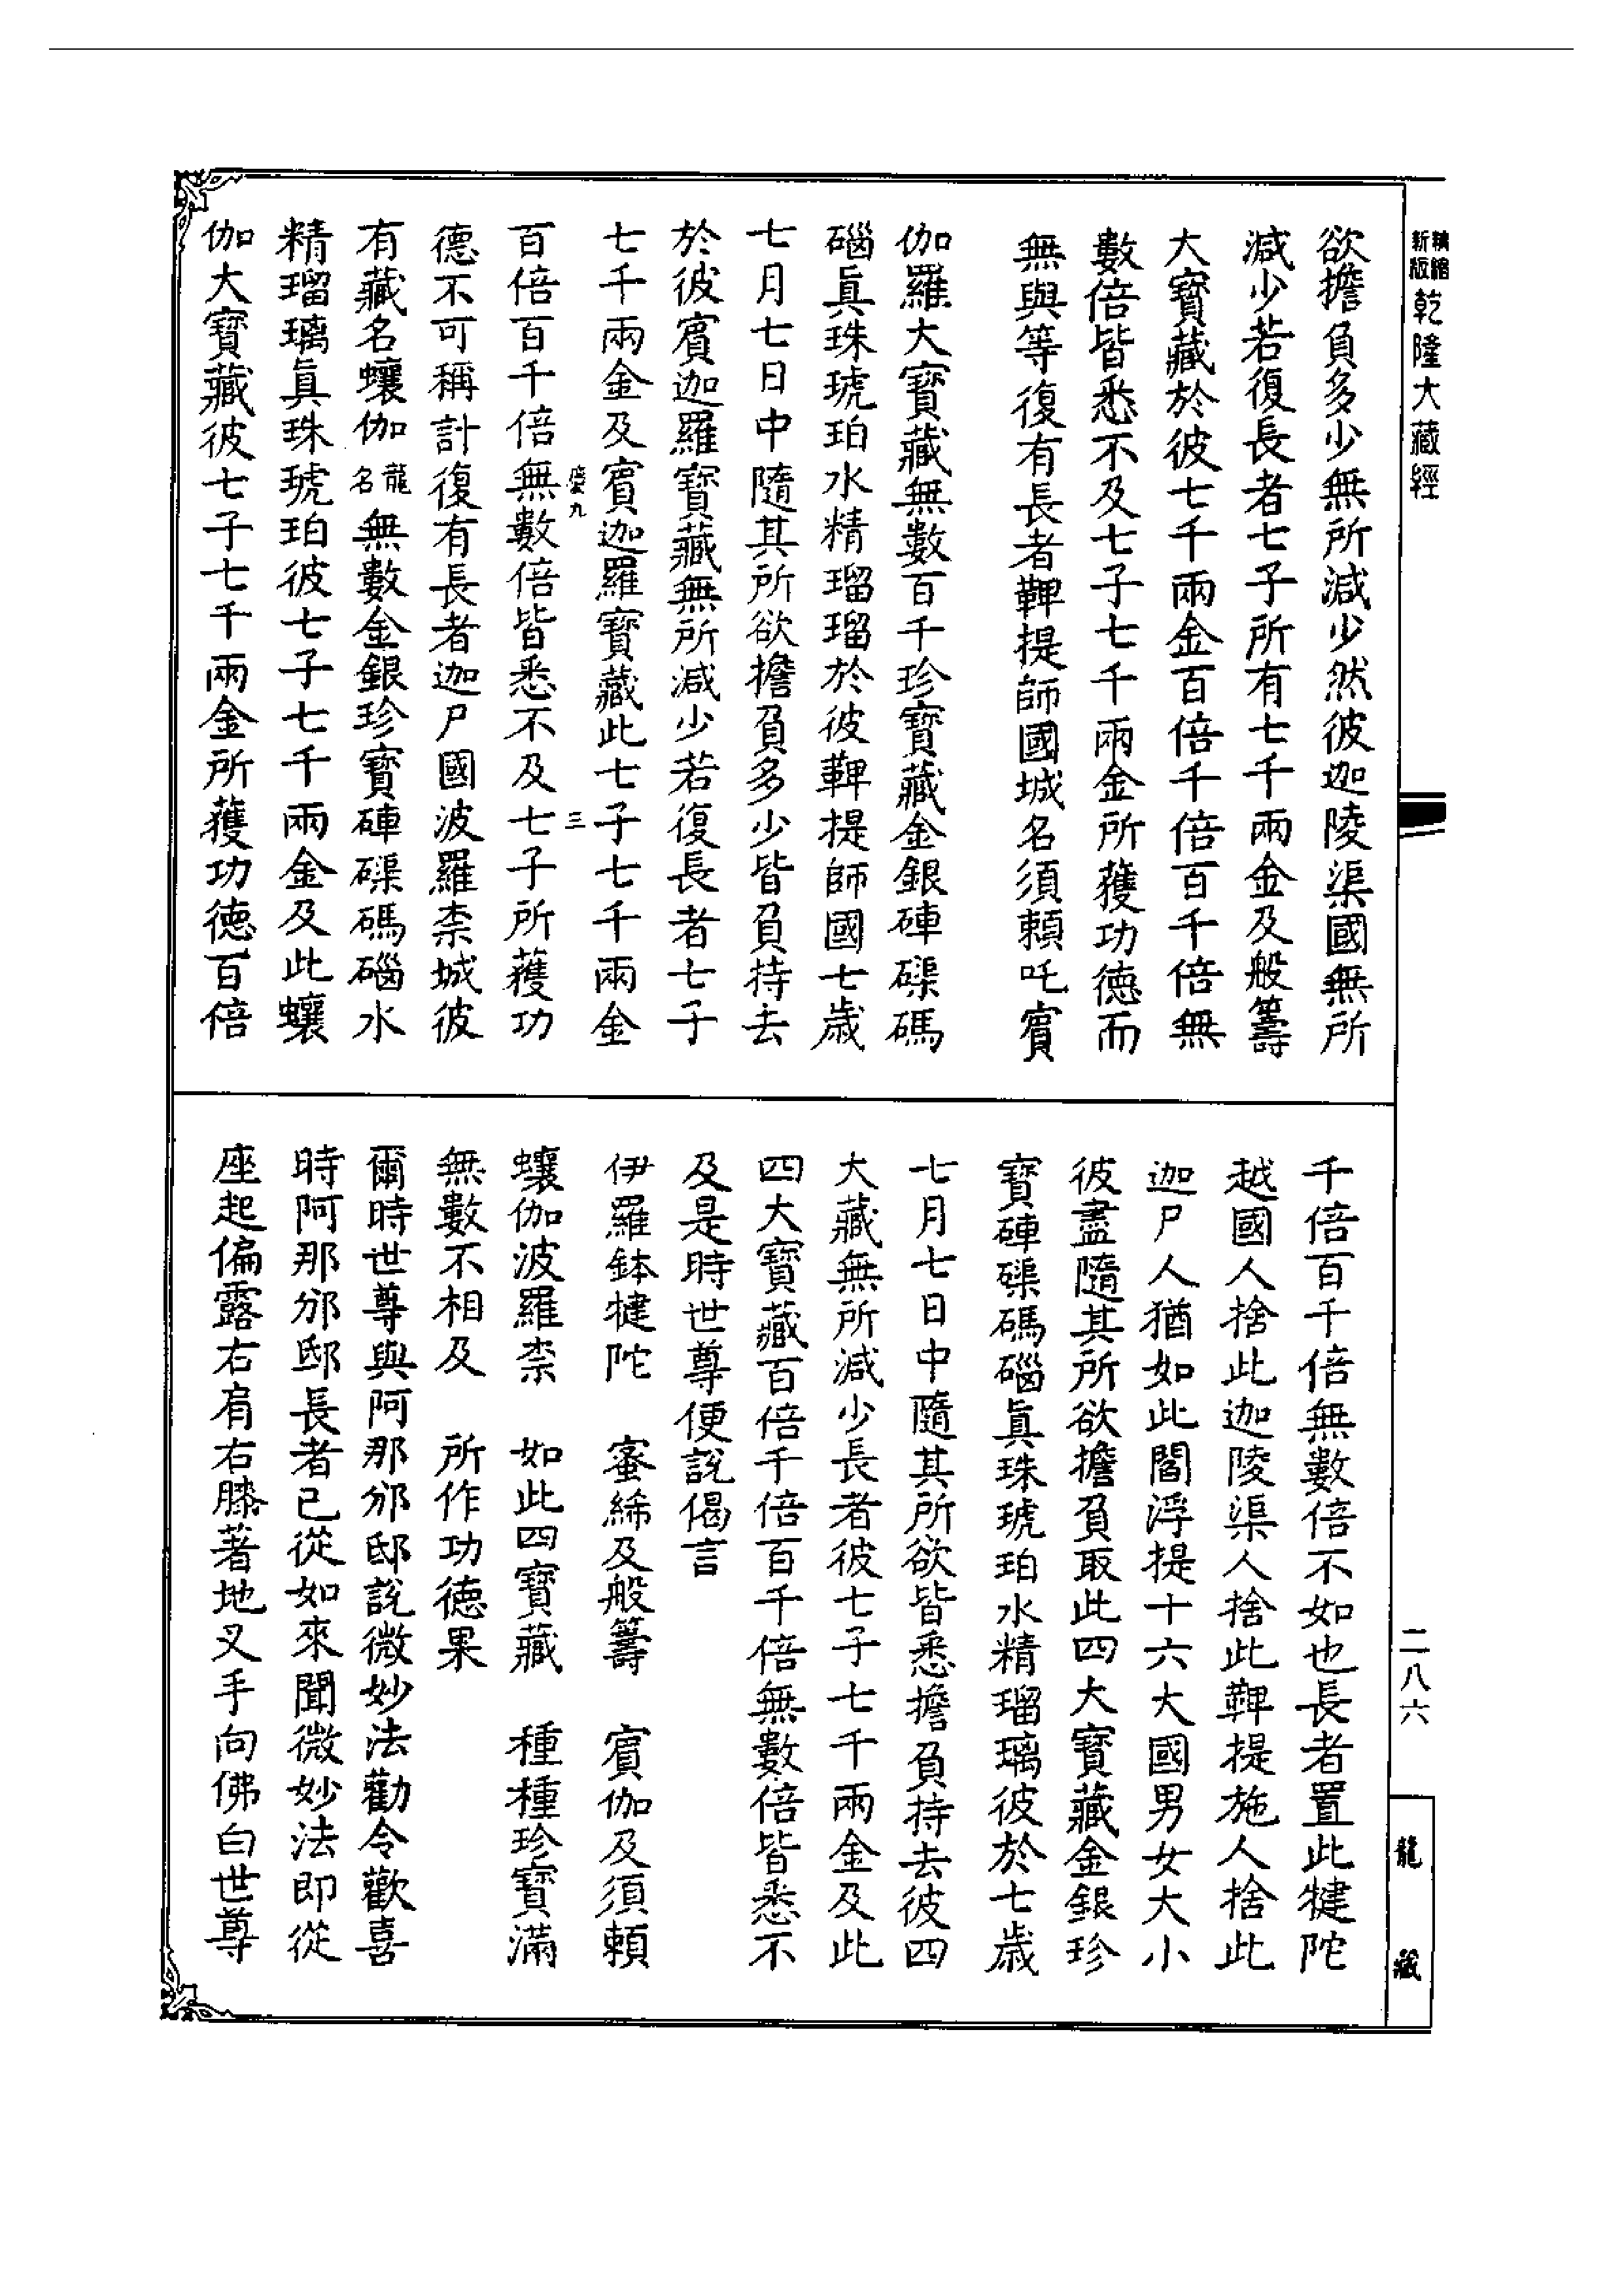 精縮新版 乾隆大藏經
欲擔負多少無所減少然彼迦陵渠國無所
減少若復長者七子所有七千兩金及般籌
大寶藏於彼七千兩金百倍千倍百千倍無
數倍皆悉不及七子七千兩金所獲功德而
無與等復有長者鞞提師國城名須賴吒賓
伽羅大寶藏無數百千珍寶藏金銀硨磲碼
碯真珠琥珀水精瑠瑠於彼鞞提師國七歲
七月七日中隨其所欲擔負多少皆負持去
於彼賓迦羅寶藏無所減少若復長者七子
七千兩金及賓迦羅寶藏此七子七千兩金
百倍百千倍無數倍皆悉不及七子所獲功
德不可稱計復有長者迦尸國波羅柰城彼
有藏名蠰伽龍名無數金銀珍寶硨磲碼碯水
精瑠璃真珠琥珀彼七子七千兩金及此蠰
伽大寶藏彼七子七千兩金所獲功德百倍
千倍百千倍無數倍不如也長者置此犍陀
越國人捨此迦陵渠人捨此鞞提施人捨此
迦尸人猶如此閻浮提十六大國男女大小
彼盡隨其所欲擔負取此四大寶藏金銀珍
寶硨磲碼碯真珠琥珀水精瑠璃彼於七歲
七月七日中隨其所欲皆悉擔負持去彼四
大藏無所減少長者彼七子七千兩金及此
四大寶藏百倍千倍百千倍無數倍皆悉不
及是時世尊便說偈言
伊羅鉢犍陀　蜜絺及般籌　賓伽及須賴
蠰伽波羅柰　如此四寶藏　種種珍寶滿
無數不相及　所作功德果
爾時世尊與阿那邠邸說微妙法勸令歡喜
時阿那邠邸長者已從如來聞微妙法即從
座起偏露右肩右膝著地叉手向佛白世尊
九
三
二八六
龍藏